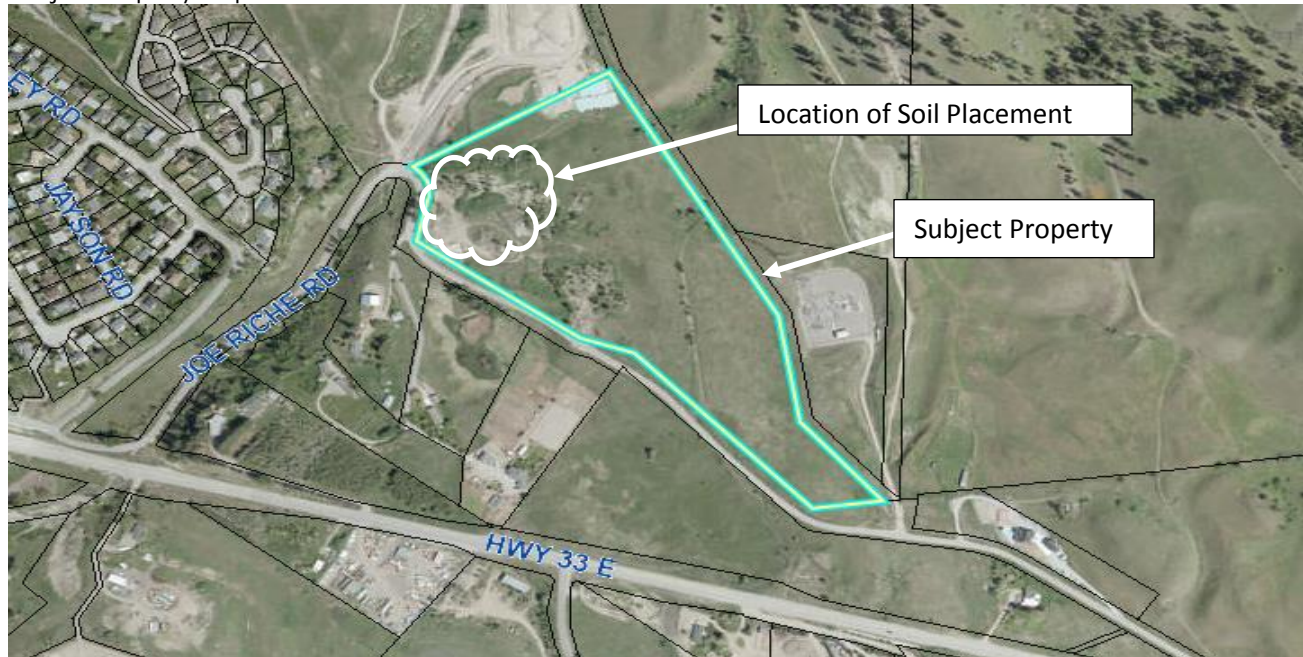 Location of Soil Placement
Subject Property
EY RD
JAYSON RD
JOE RICHE RD
HWY 33 E